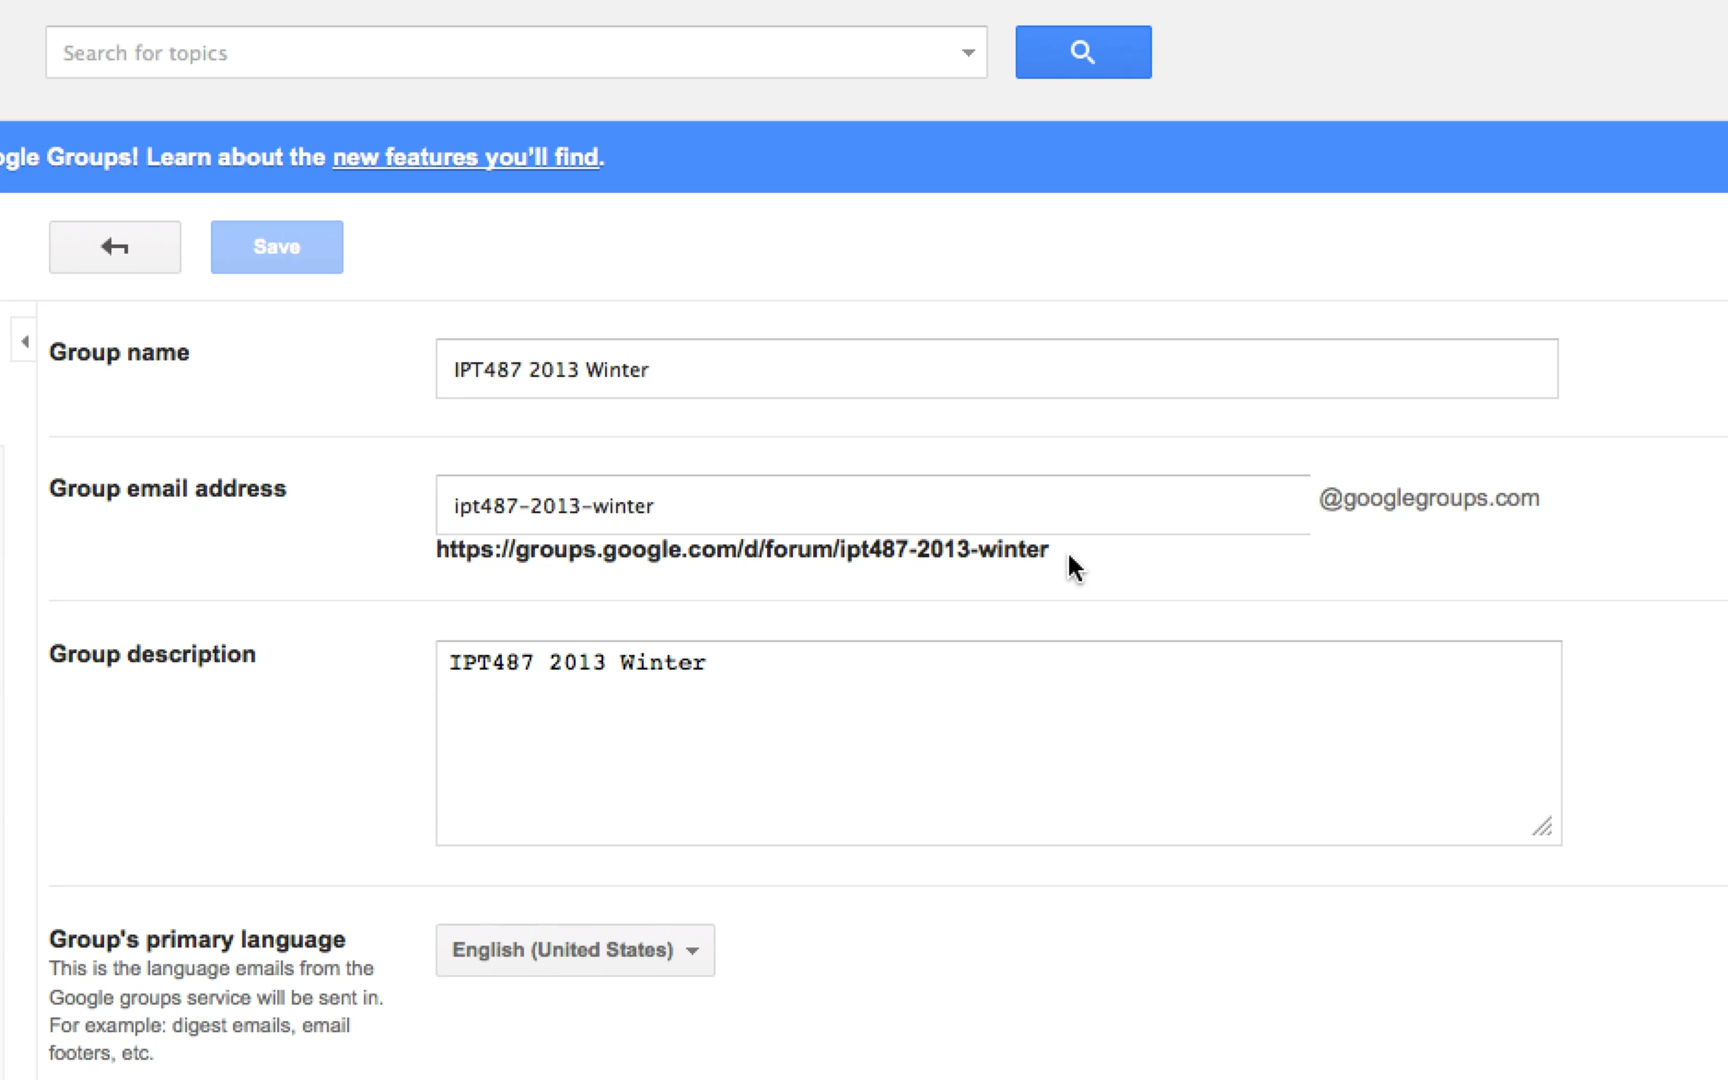 Search for topics
ogle Groups! Learn about the new features you'll find.
Save
Group name
IPT487 2013 Winter
Group email address
ipt487-2013-winter
@googlegroups.com
https://groups.google.com/d/forum/ipt487-2013-winter
Group description
IPT487 2013 Winter
Group's primary language
English (United States)
This is the language emails from the
Google groups service will be sent in.
For example: digest emails, email
footers, etc.